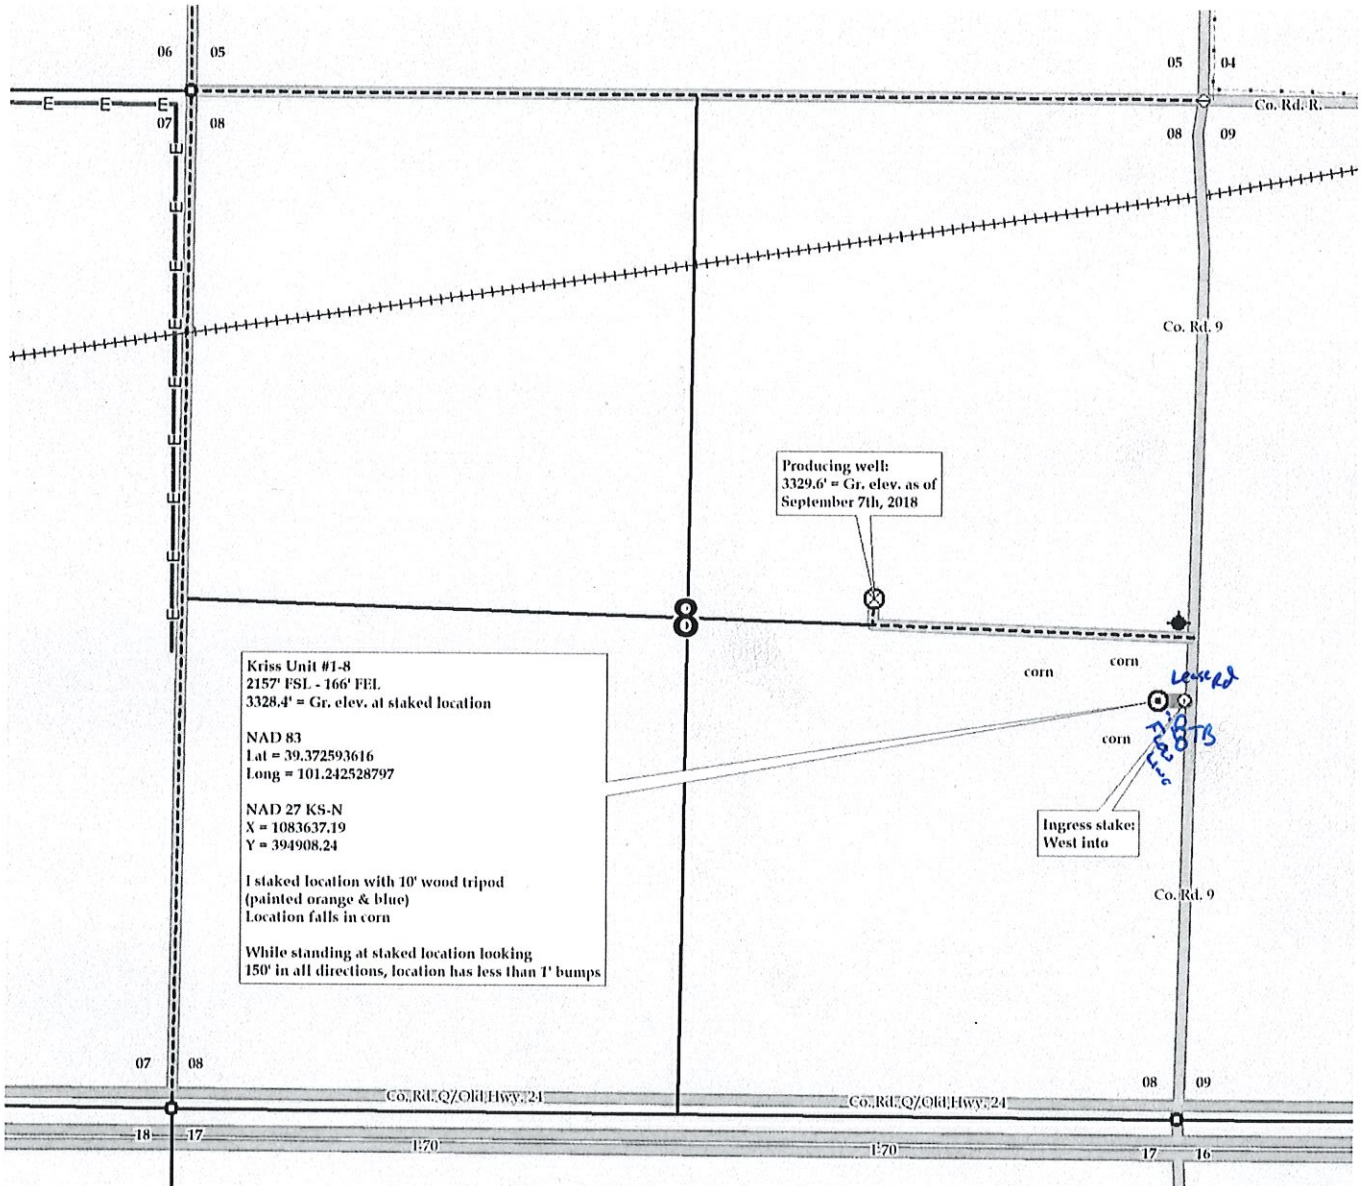 06 05
05 04
Co. Rd. R.
E E E
07 08
08 09
E
E
E
E
E
E
E
E
E
Co. Rd. 9
Producing well:
3329.6' = Gr. elev. as of
September 7th, 2018
8
Kriss Unit #1-8
2157' FSL - 166' FEL
3328.4' = Gr. elev. at staked location
NAD 83
Lat = 39.372593616
Long = 101.242528797
NAD 27 KS-N
X = 1083637.19
Y = 394908.24
I staked location with 10' wood tripod
(painted orange & blue)
Location falls in corn
While standing at staked location looking
150' in all directions, location has less than 1' bumps
corn
corn
Lease Rd
corn
TB
Flow Line
Ingress stake:
West into
Co. Rd. 9
07 08
08 09
Co. Rd. Q/Old Hwy. 24
Co. Rd. Q/Old Hwy. 24
18 17
I-70
I-70
17 16